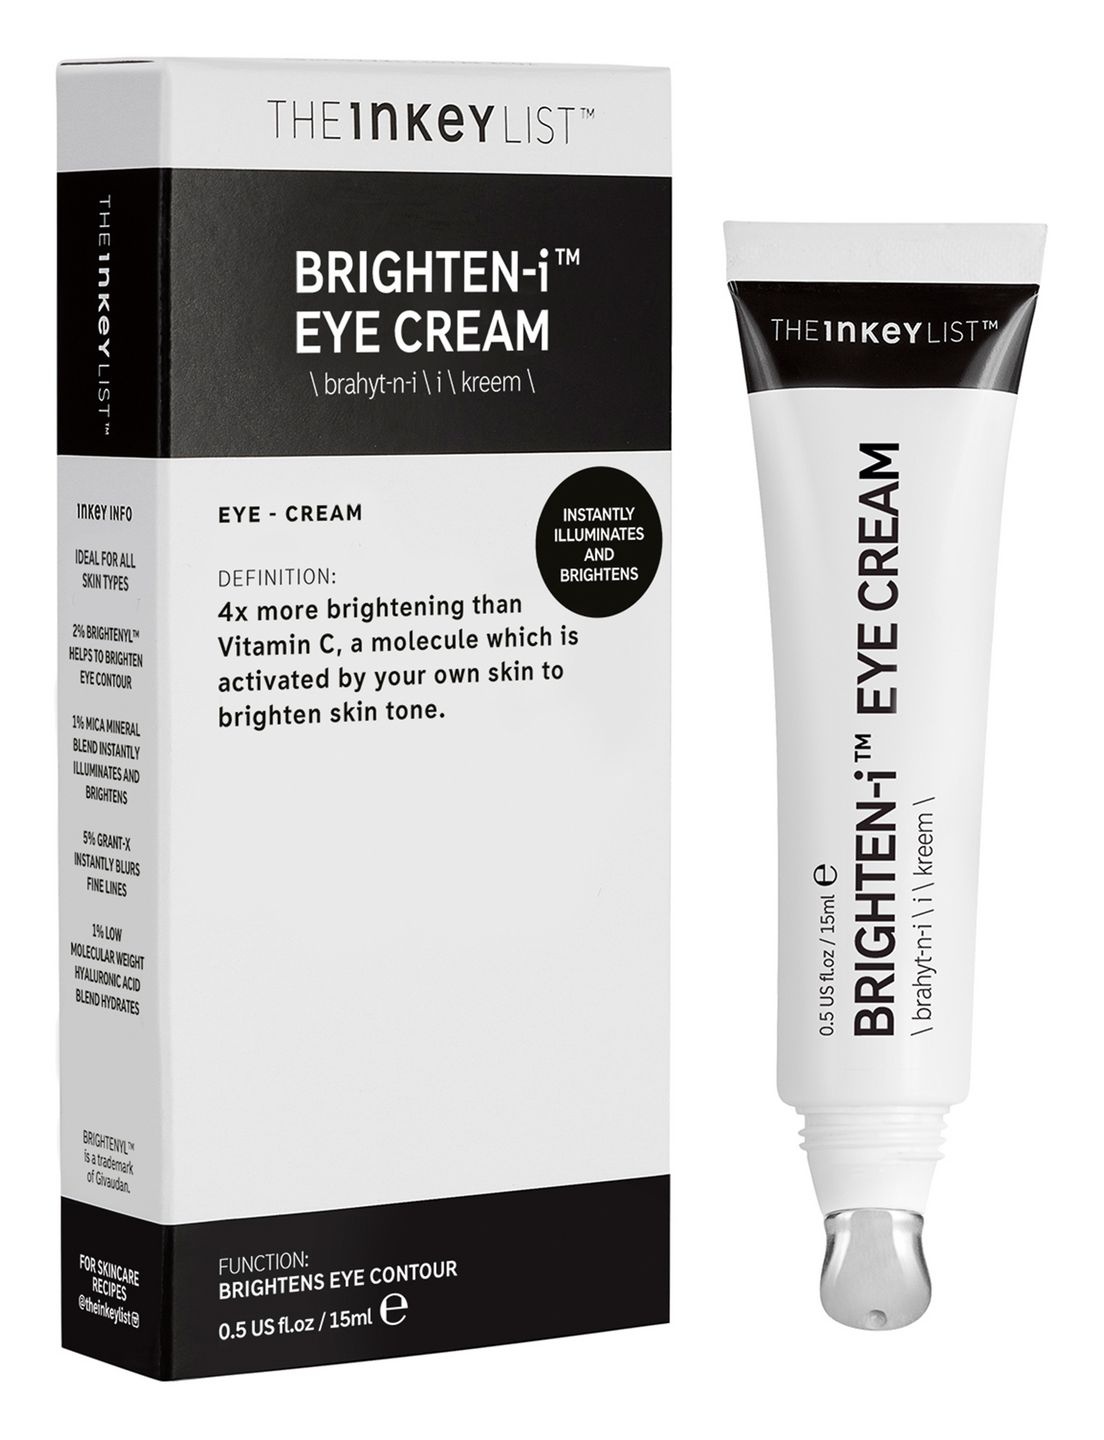 THE INKEY LIST™
BRIGHTEN-i™
EYE CREAM
\ brahyt-n-i \ i \ kreem \
EYE - CREAM
INSTANTLY
ILLUMINATES
AND
BRIGHTENS
DEFINITION:
4x more brightening than
Vitamin C, a molecule which is
activated by your own skin to
brighten skin tone.
FUNCTION:
BRIGHTENS EYE CONTOUR
0.5 US fl.oz / 15ml ℮
THE INKEY LIST™
INKEY INFO
IDEAL FOR ALL
SKIN TYPES
2% BRIGHTENYL™
HELPS TO BRIGHTEN
EYE CONTOUR
1% MICA MINERAL
BLEND INSTANTLY
ILLUMINATES AND
BRIGHTENS
5% GRANT-X
INSTANTLY BLURS
FINE LINES
1% LOW
MOLECULAR WEIGHT
HYALURONIC ACID
BLEND HYDRATES
BRIGHTENYL™
is a trademark
of Givaudan.
FOR SKINCARE
RECIPES
@theinkeylist
THE INKEY LIST™
0.5 US fl.oz / 15ml ℮
BRIGHTEN-i™ EYE CREAM
\ brahyt-n-i \ i \ kreem \